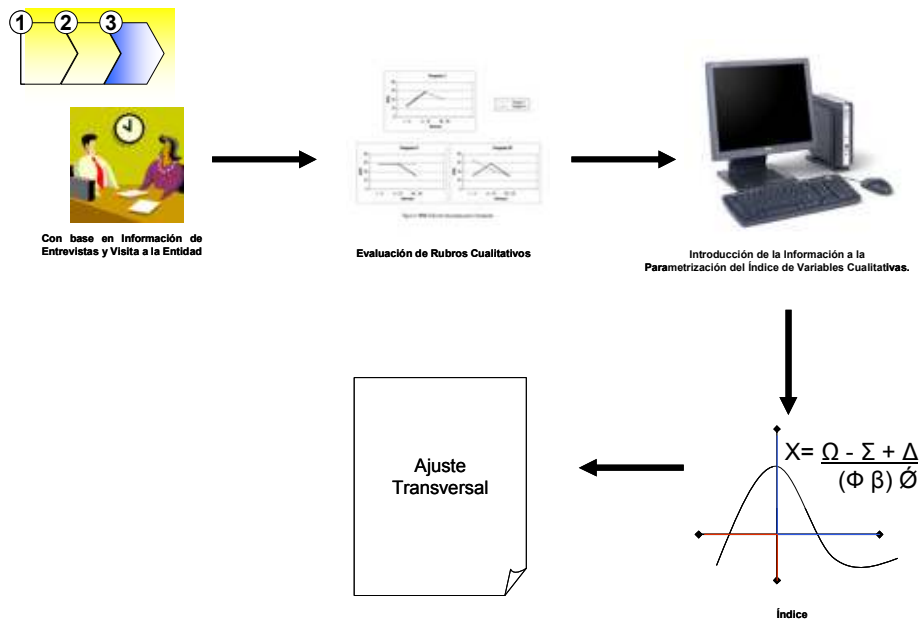 1 2 3
Con base en Información de
Entrevistas y Visita a la Entidad
Evaluación de Rubros Cualitativos
Introducción de la Información a la
Parametrización del Índice de Variables Cualitativas.
X= Ω - Σ + Δ
(Φ β) Ǿ
Índice
Ajuste
Transversal